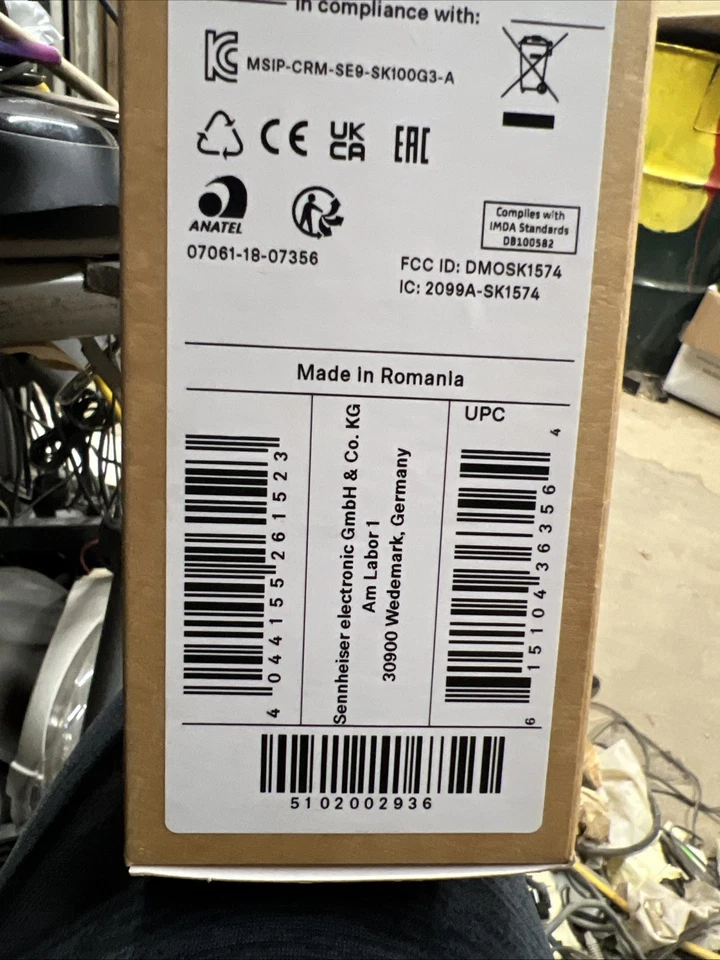 In compliance with:
MSIP-CRM-SE9-SK100G3-A
CE
UK
CA
EAC
ANATEL
07061-18-07356
Complies with
IMDA Standards
DB100582
FCC ID: DMOSK1574
IC: 2099A-SK1574
Made in Romania
4 044155 261523
Sennheiser electronic GmbH & Co. KG
Am Labor 1
30900 Wedemark, Germany
UPC
6 15104 36356 4
5102002936